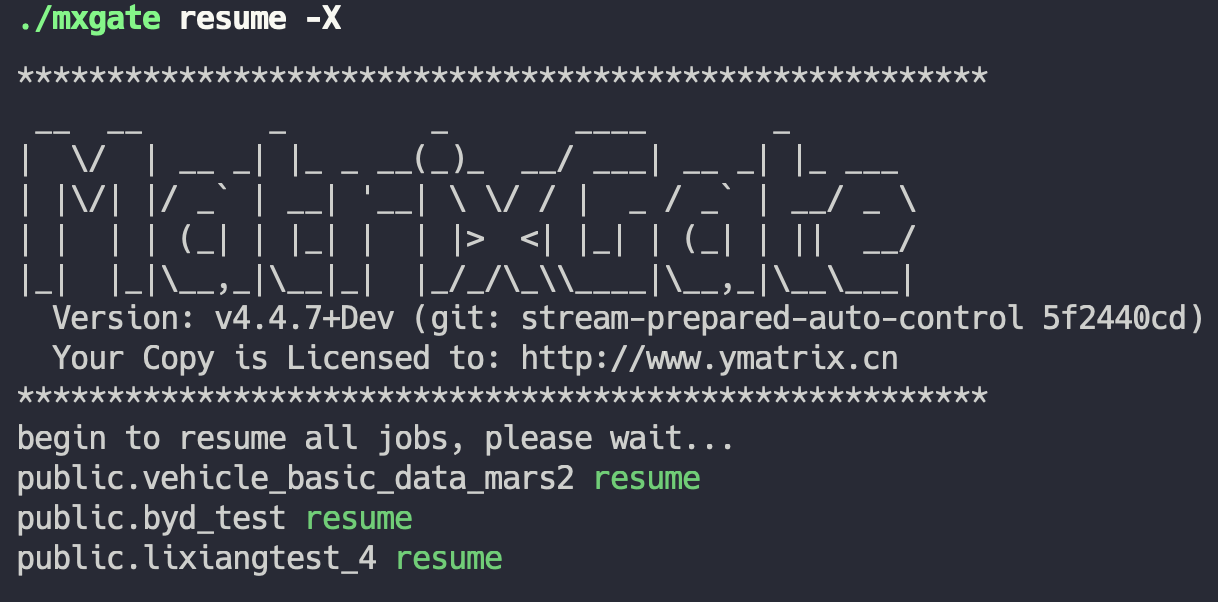 ./mxgate resume -X
******************************************************
 __  __       _        _       ____       _
|  \/  | __ _| |_ _ __(_)_  __/ ___| __ _| |_ ___
| |\/| |/ _` | __| '__| \ \/ / |  _ / _` | __/ _ \
| |  | | (_| | |_| |  | |>  <| |_| | (_| | ||  __/
|_|  |_|\__,_|\__|_|  |_/_/\_\\____|\__,_|\__\___|
  Version: v4.4.7+Dev (git: stream-prepared-auto-control 5f2440cd)
  Your Copy is Licensed to: http://www.ymatrix.cn
******************************************************
begin to resume all jobs, please wait...
public.vehicle_basic_data_mars2 resume
public.byd_test resume
public.lixiangtest_4 resume